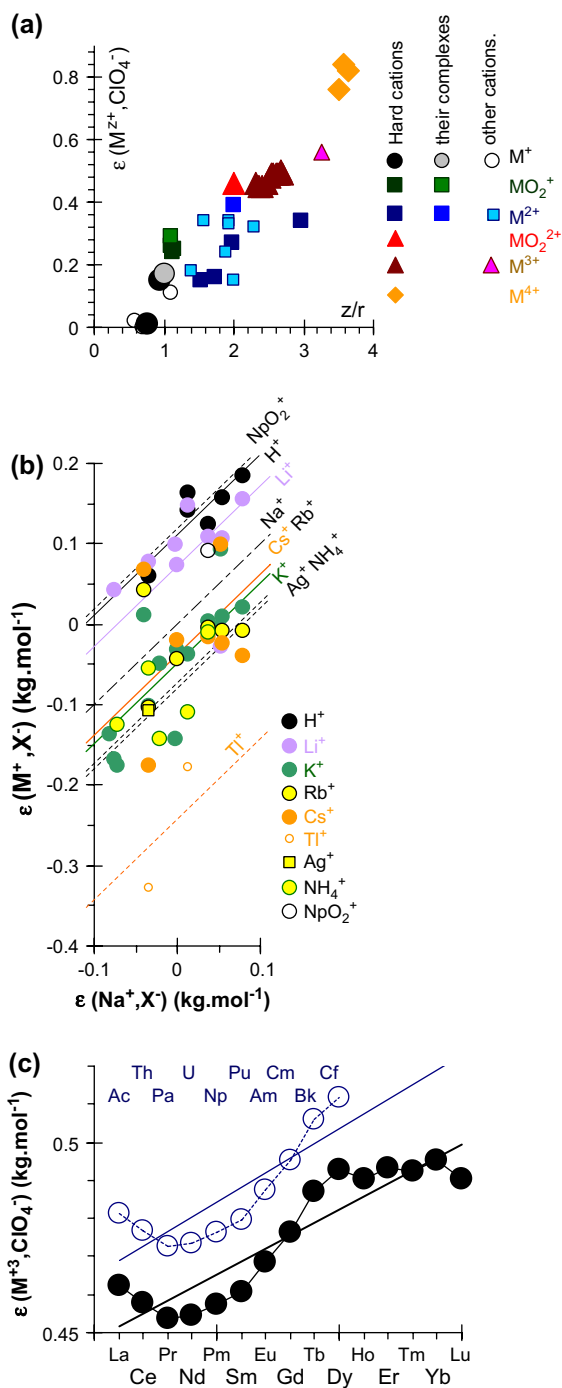 (a)
ε (M^z+,ClO4^-)
0.8
0.6
0.4
0.2
0
0 1 2 3 4
z/r
Hard cations
their complexes
other cations.
M^+
MO2^+
M^2+
MO2^2+
M^3+
M^4+
(b)
NpO2^+
H^+
Li^+
Na^+
Cs^+ Rb^+
K^+
Ag^+ NH4^+
Tl^+
0.2
0.1
0
-0.1
-0.2
-0.3
-0.4
ε (M^+,X^-) (kg.mol^-1)
H^+
Li^+
K^+
Rb^+
Cs^+
Tl^+
Ag^+
NH4^+
NpO2^+
-0.1 0 0.1
ε (Na^+,X^-) (kg.mol^-1)
(c)
Th U Pu Cm Cf
Ac Pa Np Am Bk
0.5
0.45
ε (M^+3,ClO4^-) (kg.mol^-1)
La Pr Pm Eu Tb Ho Tm Lu
Ce Nd Sm Gd Dy Er Yb